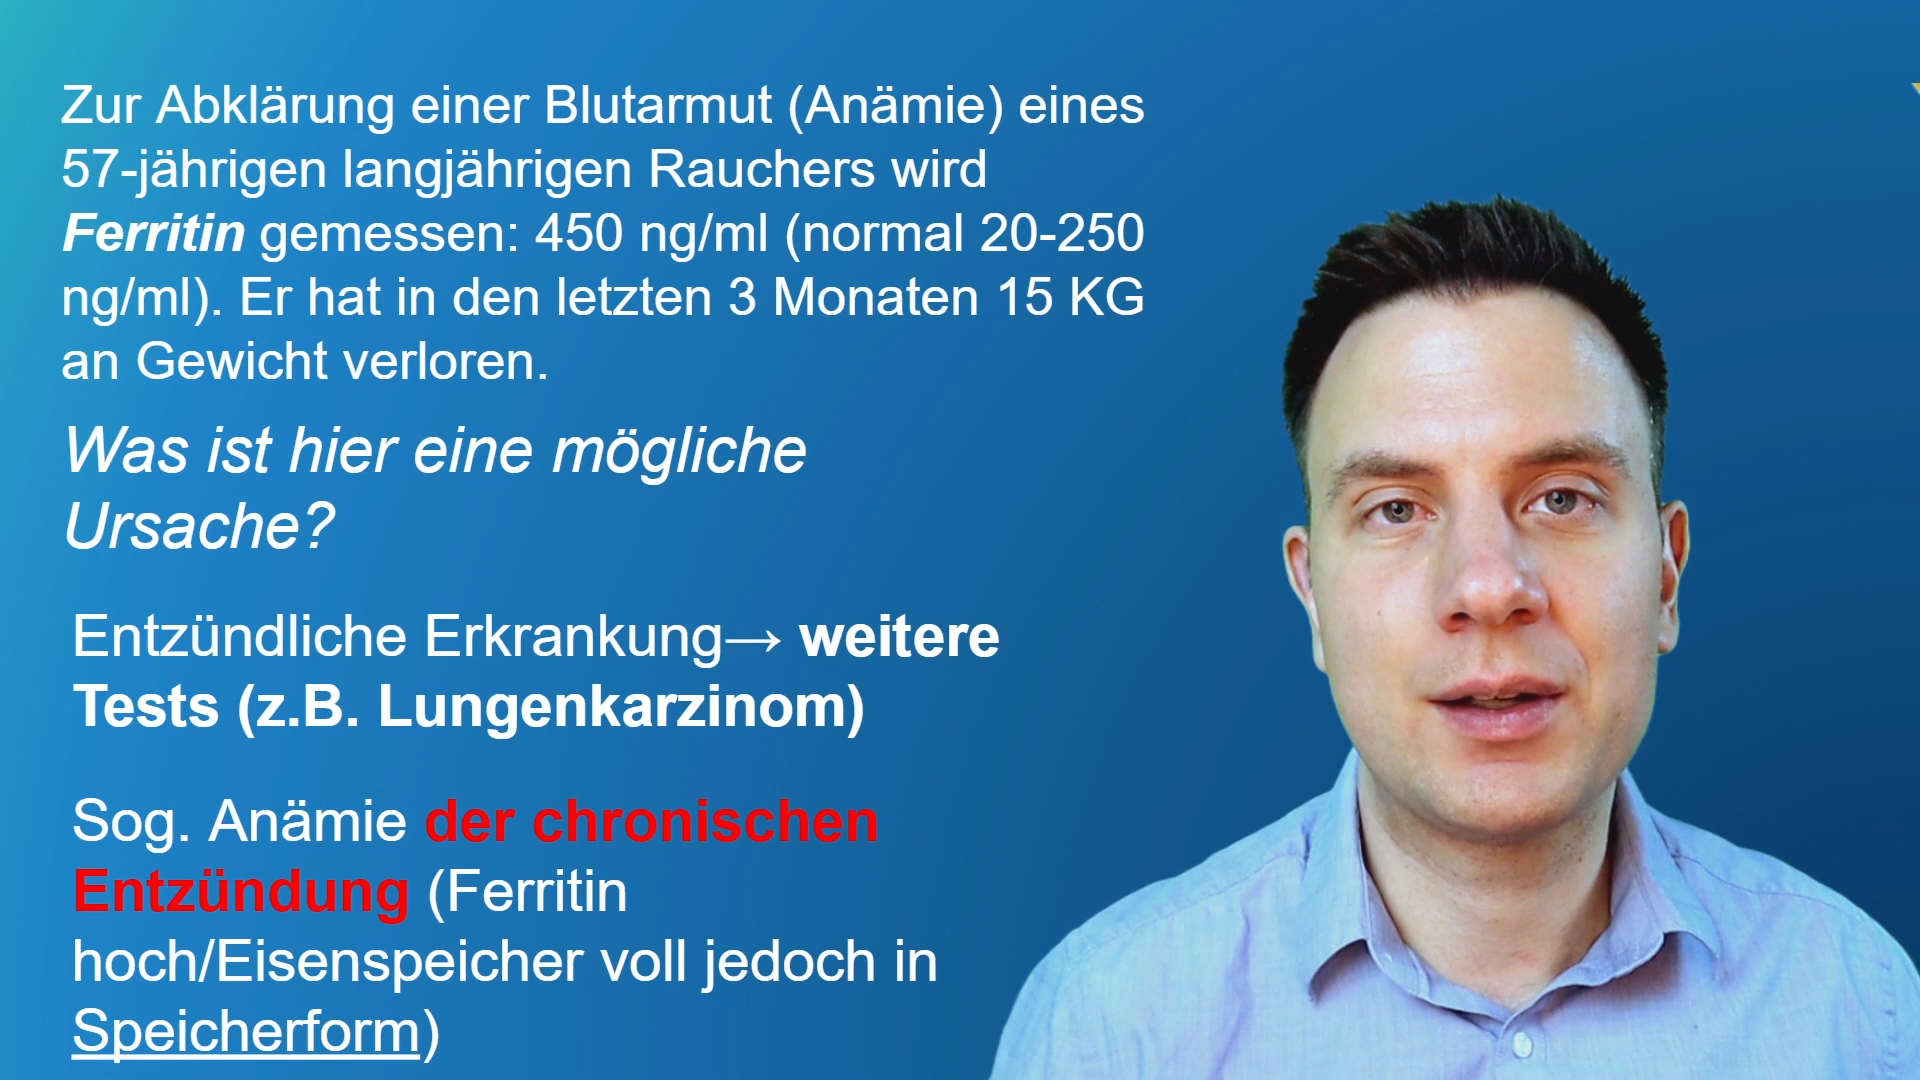 Zur Abklärung einer Blutarmut (Anämie) eines
57-jährigen langjährigen Rauchers wird
Ferritin gemessen: 450 ng/ml (normal 20-250
ng/ml). Er hat in den letzten 3 Monaten 15 KG
an Gewicht verloren.
Was ist hier eine mögliche
Ursache?
Entzündliche Erkrankung→ weitere
Tests (z.B. Lungenkarzinom)
Sog. Anämie der chronischen
Entzündung (Ferritin
hoch/Eisenspeicher voll jedoch in
Speicherform)